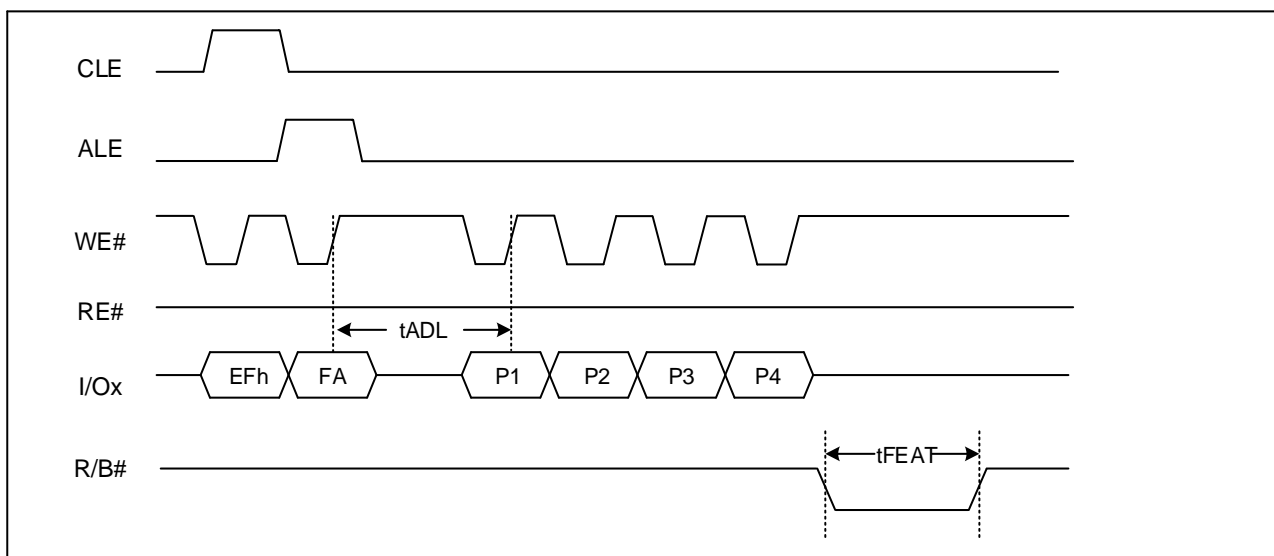 CLE
ALE
WE#
RE#
tADL
I/Ox
EFh FA P1 P2 P3 P4
R/B#
tFEAT